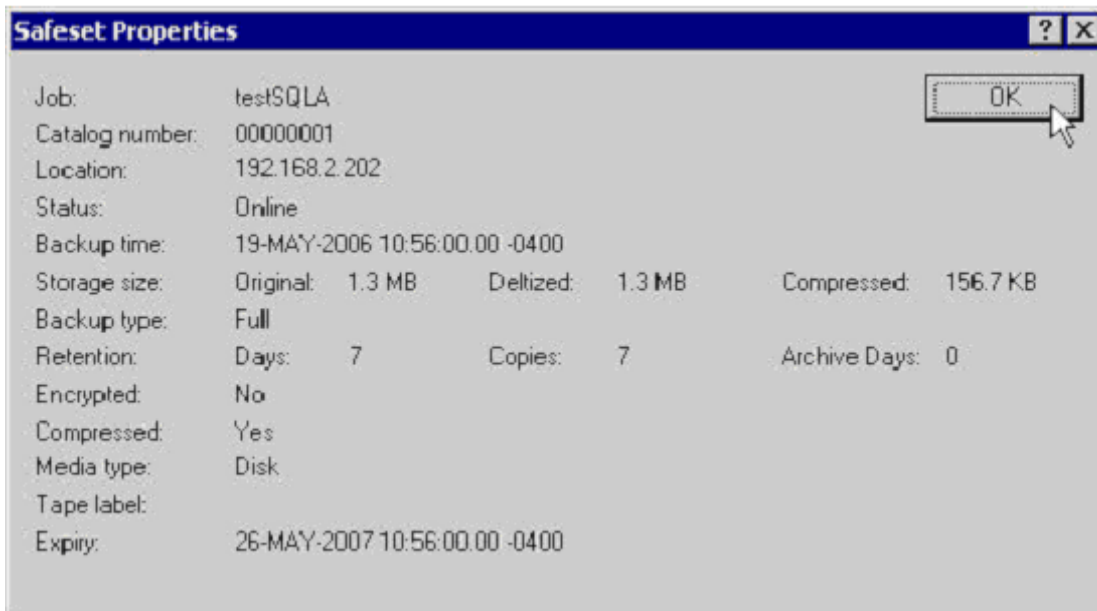 Safeset Properties
OK
Job: testSQLA
Catalog number: 00000001
Location: 192.168.2.202
Status: Online
Backup time: 19-MAY-2006 10:56:00.00 -0400
Storage size: Original: 1.3 MB Deltized: 1.3 MB Compressed: 156.7 KB
Backup type: Full
Retention: Days: 7 Copies: 7 Archive Days: 0
Encrypted: No
Compressed: Yes
Media type: Disk
Tape label:
Expiry: 26-MAY-2007 10:56:00.00 -0400